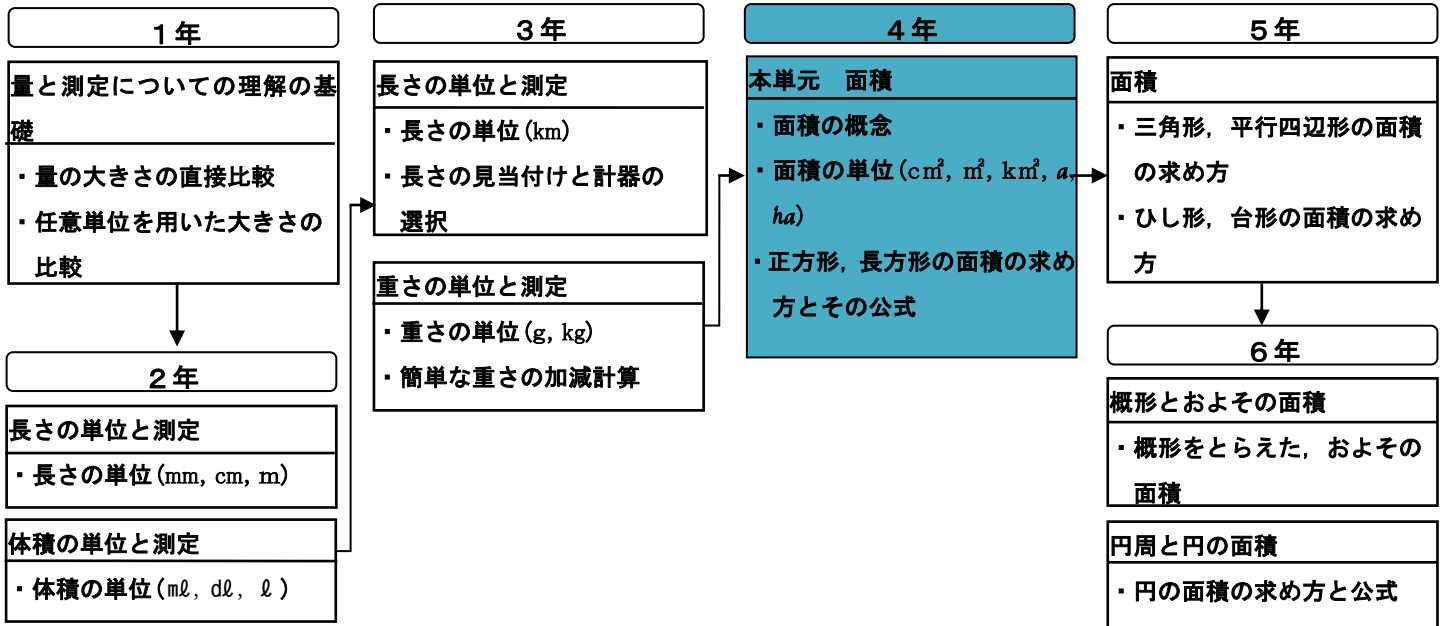 1年
量と測定についての理解の基
礎
・量の大きさの直接比較
・任意単位を用いた大きさの
比較
2年
長さの単位と測定
・長さの単位(mm, cm, m)
体積の単位と測定
・体積の単位(mℓ, dℓ, ℓ)
3年
長さの単位と測定
・長さの単位(km)
・長さの見当付けと計器の
選択
重さの単位と測定
・重さの単位(g, kg)
・簡単な重さの加減計算
4年
本単元 面積
・面積の概念
・面積の単位(c㎡, ㎡, k㎡, a,
ha)
・正方形，長方形の面積の求め
方とその公式
5年
面積
・三角形，平行四辺形の面積
の求め方
・ひし形，台形の面積の求め
方
6年
概形とおよその面積
・概形をとらえた，およその
面積
円周と円の面積
・円の面積の求め方と公式